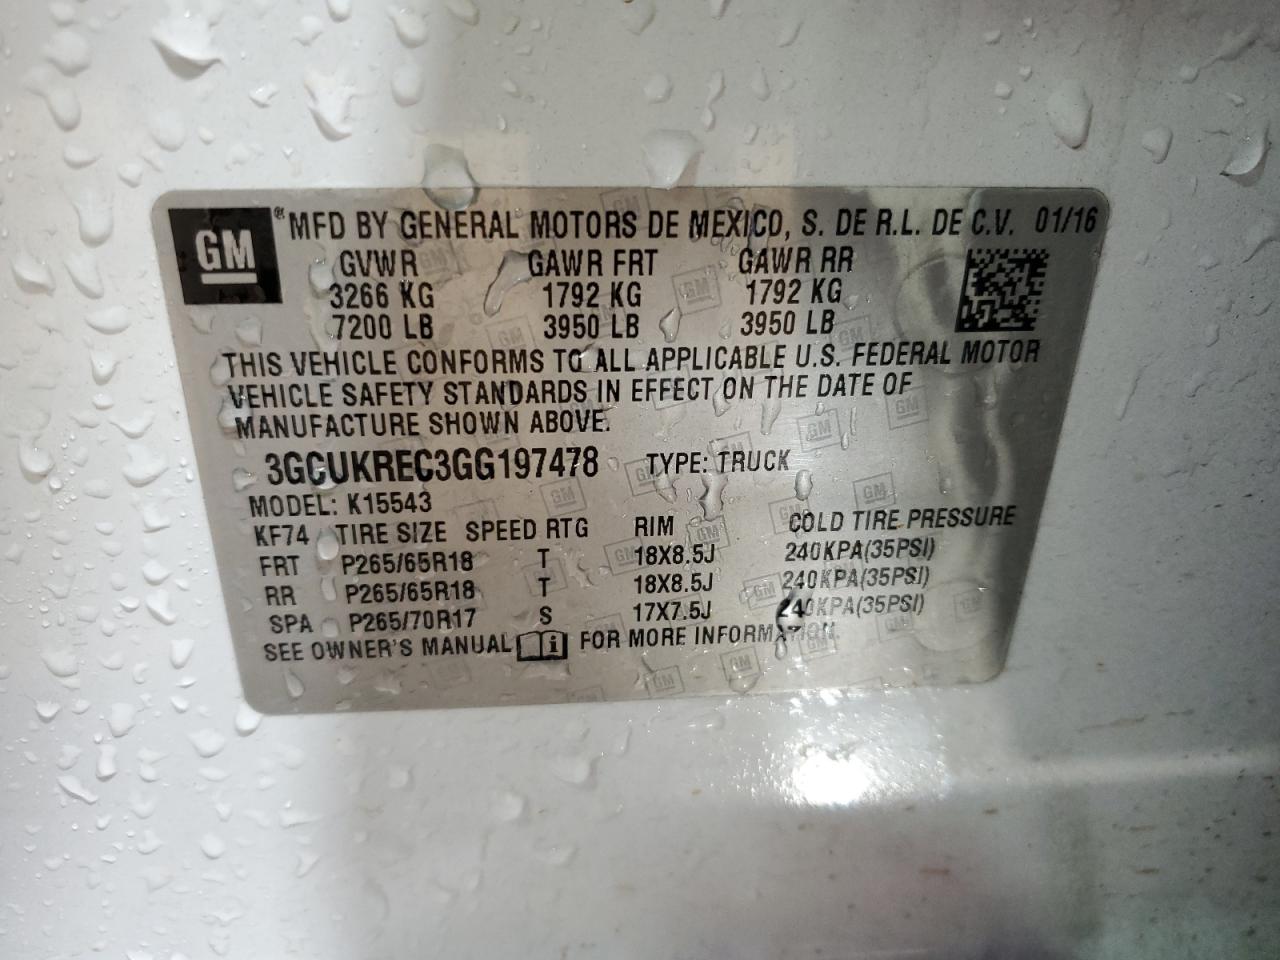 GM ® MFD BY GENERAL MOTORS DE MEXICO, S. DE R.L. DE C.V. 01/16
GVWR GAWR FRT GAWR RR
3266 KG 1792 KG 1792 KG
7200 LB 3950 LB 3950 LB
THIS VEHICLE CONFORMS TO ALL APPLICABLE U.S. FEDERAL MOTOR
VEHICLE SAFETY STANDARDS IN EFFECT ON THE DATE OF
MANUFACTURE SHOWN ABOVE.
3GCUKREC3GG197478 TYPE: TRUCK
MODEL: K15543
KF74 TIRE SIZE SPEED RTG RIM COLD TIRE PRESSURE
FRT P265/65R18 T 18X8.5J 240KPA(35PSI)
RR P265/65R18 T 18X8.5J 240KPA(35PSI)
SPA P265/70R17 S 17X7.5J 240KPA(35PSI)
SEE OWNER'S MANUAL i FOR MORE INFORMATION.